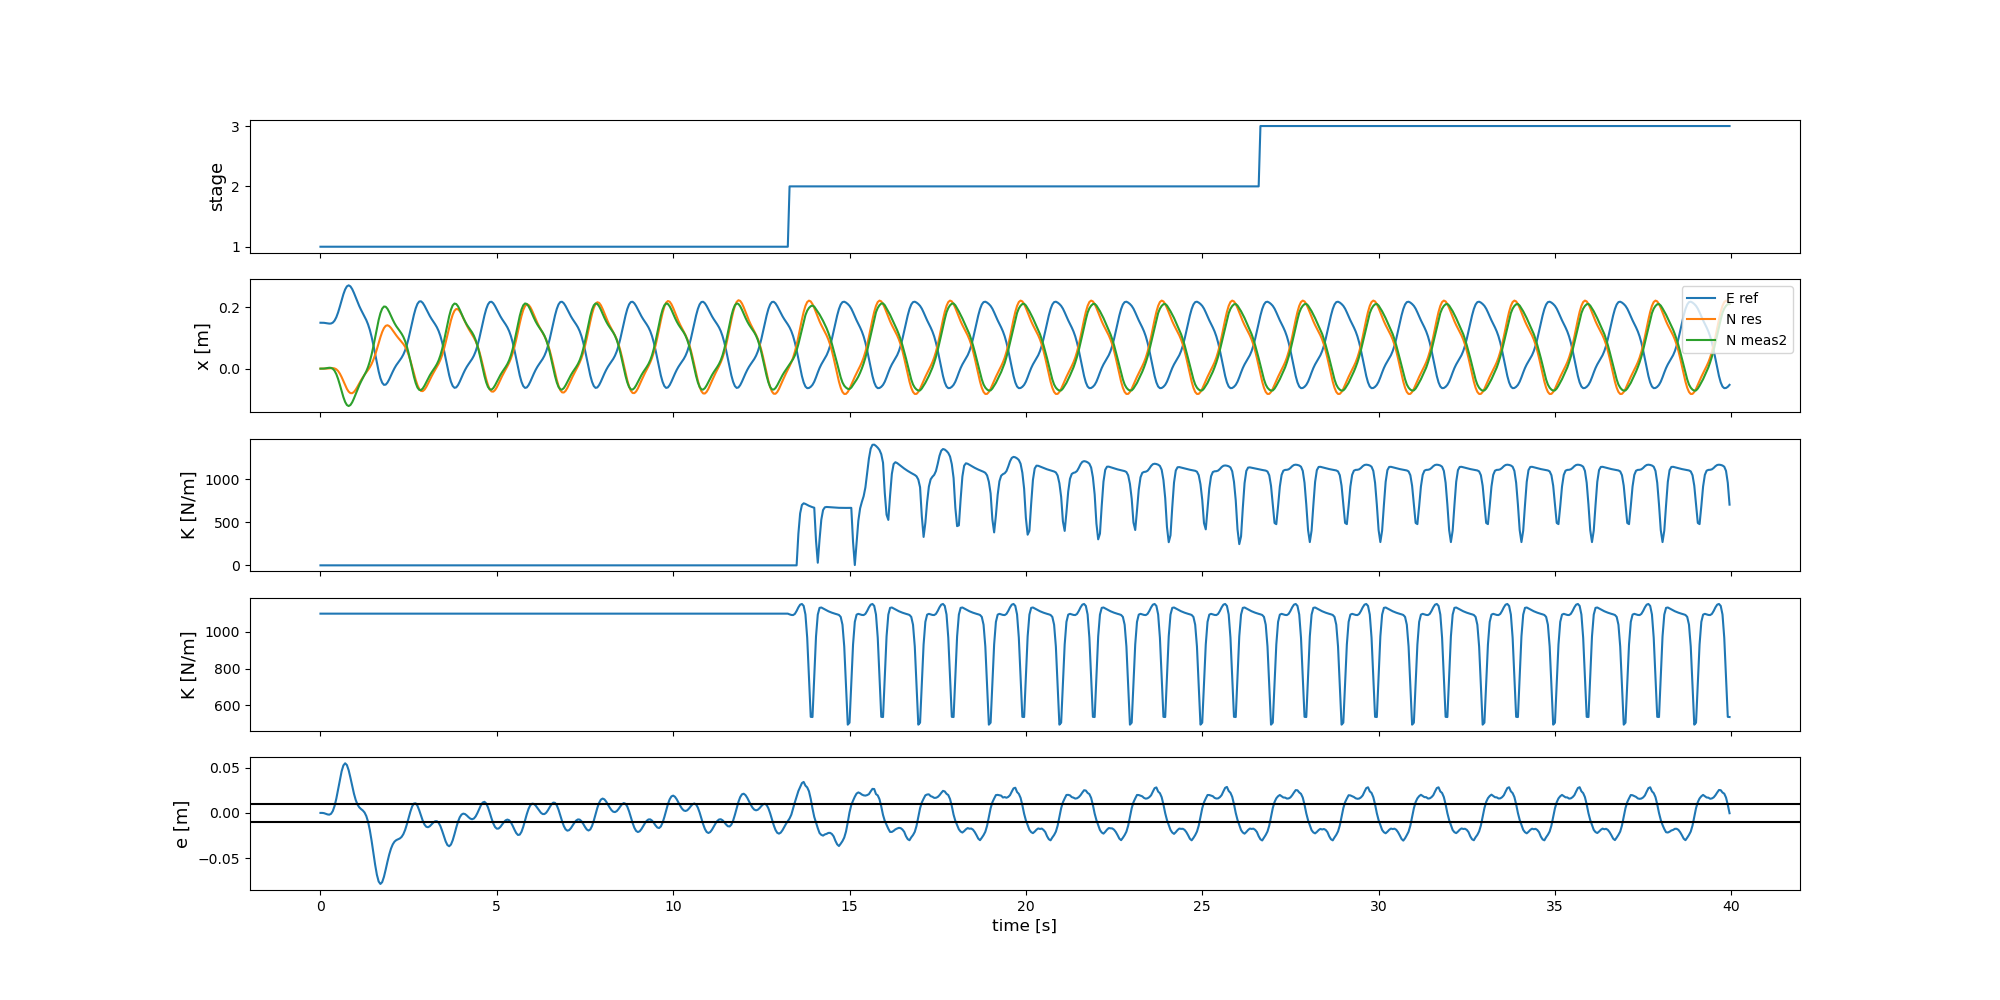 3
2
1
stage
0.2
0.0
x [m]
E ref
N res
N meas2
1000
500
0
K [N/m]
1000
800
600
K [N/m]
0.05
0.00
−0.05
e [m]
0 5 10 15 20 25 30 35 40
time [s]